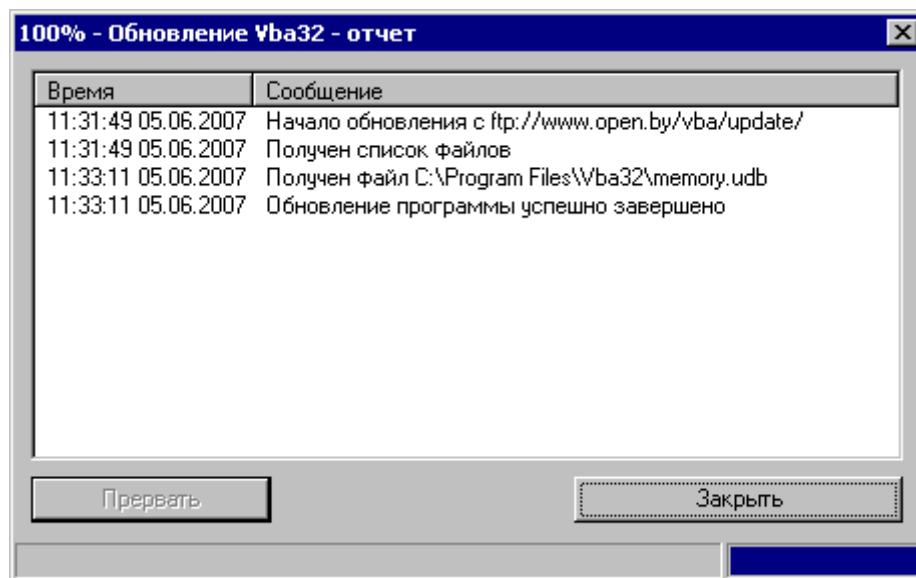 100% - Обновление Vba32 - отчет
Время Сообщение
11:31:49 05.06.2007 Начало обновления с ftp://www.open.by/vba/update/
11:31:49 05.06.2007 Получен список файлов
11:33:11 05.06.2007 Получен файл C:\Program Files\Vba32\memory.udb
11:33:11 05.06.2007 Обновление программы успешно завершено
Прервать Закрыть